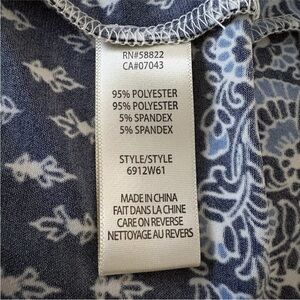 RN#58822
CA#07043
95% POLYESTER
95% POLYESTER
5% SPANDEX
5% SPANDEX
STYLE/STYLE
6912W61
MADE IN CHINA
FAIT DANS LA CHINE
CARE ON REVERSE
NETTOYAGE AU REVERS